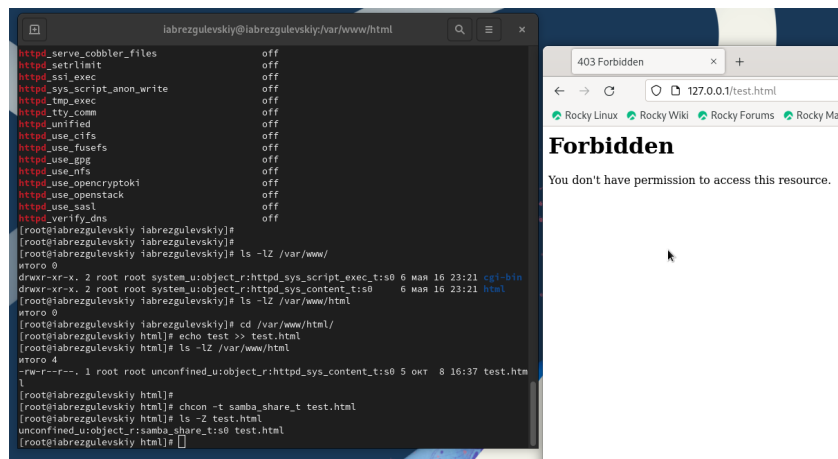 iabrezgulevskiy@iabrezgulevskiy:/var/www/html
httpd_serve_cobbler_files off
httpd_setrlimit off
httpd_ssi_exec off
httpd_sys_script_anon_write off
httpd_tmp_exec off
httpd_tty_comm off
httpd_unified off
httpd_use_cifs off
httpd_use_fusefs off
httpd_use_gpg off
httpd_use_nfs off
httpd_use_opencryptoki off
httpd_use_openstack off
httpd_use_sasl off
httpd_verify_dns off
[root@iabrezgulevskiy iabrezgulevskiy]#
[root@iabrezgulevskiy iabrezgulevskiy]#
[root@iabrezgulevskiy iabrezgulevskiy]# ls -lZ /var/www/
итого 0
drwxr-xr-x. 2 root root system_u:object_r:httpd_sys_script_exec_t:s0 6 мая 16 23:21 cgi-bin
drwxr-xr-x. 2 root root system_u:object_r:httpd_sys_content_t:s0 6 мая 16 23:21 html
[root@iabrezgulevskiy iabrezgulevskiy]# ls -lZ /var/www/html
итого 0
[root@iabrezgulevskiy iabrezgulevskiy]# cd /var/www/html/
[root@iabrezgulevskiy html]# echo test >> test.html
[root@iabrezgulevskiy html]# ls -lZ /var/www/html
итого 4
-rw-r--r--. 1 root root unconfined_u:object_r:httpd_sys_content_t:s0 5 окт 8 16:37 test.htm
l
[root@iabrezgulevskiy html]#
[root@iabrezgulevskiy html]# chcon -t samba_share_t test.html
[root@iabrezgulevskiy html]# ls -Z test.html
unconfined_u:object_r:samba_share_t:s0 test.html
[root@iabrezgulevskiy html]#
403 Forbidden
127.0.0.1/test.html
Rocky Linux Rocky Wiki Rocky Forums Rocky Ma
Forbidden
You don't have permission to access this resource.